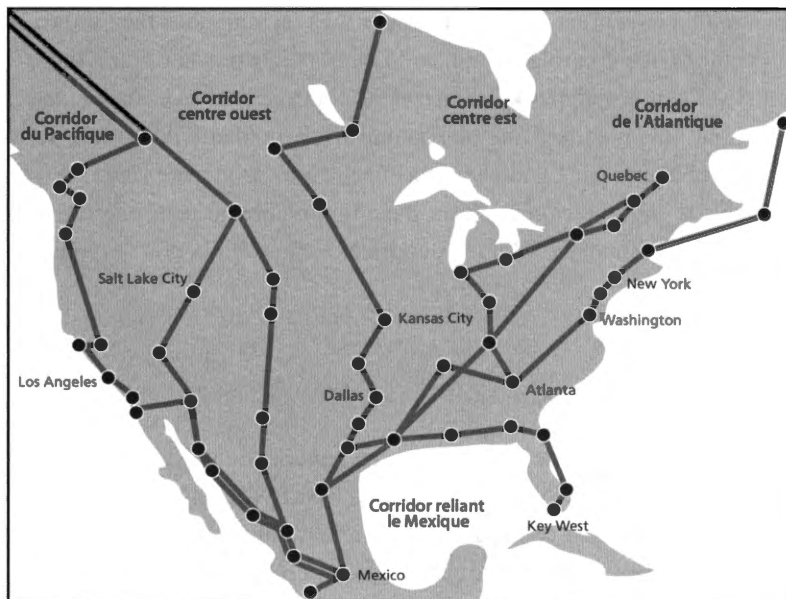 Corridor
du Pacifique
Corridor
centre ouest
Corridor
centre est
Corridor
de l'Atlantique
Quebec
Salt Lake City
New York
Kansas City
Washington
Los Angeles
Dallas
Atlanta
Corridor reliant
le Mexique
Key West
Mexico